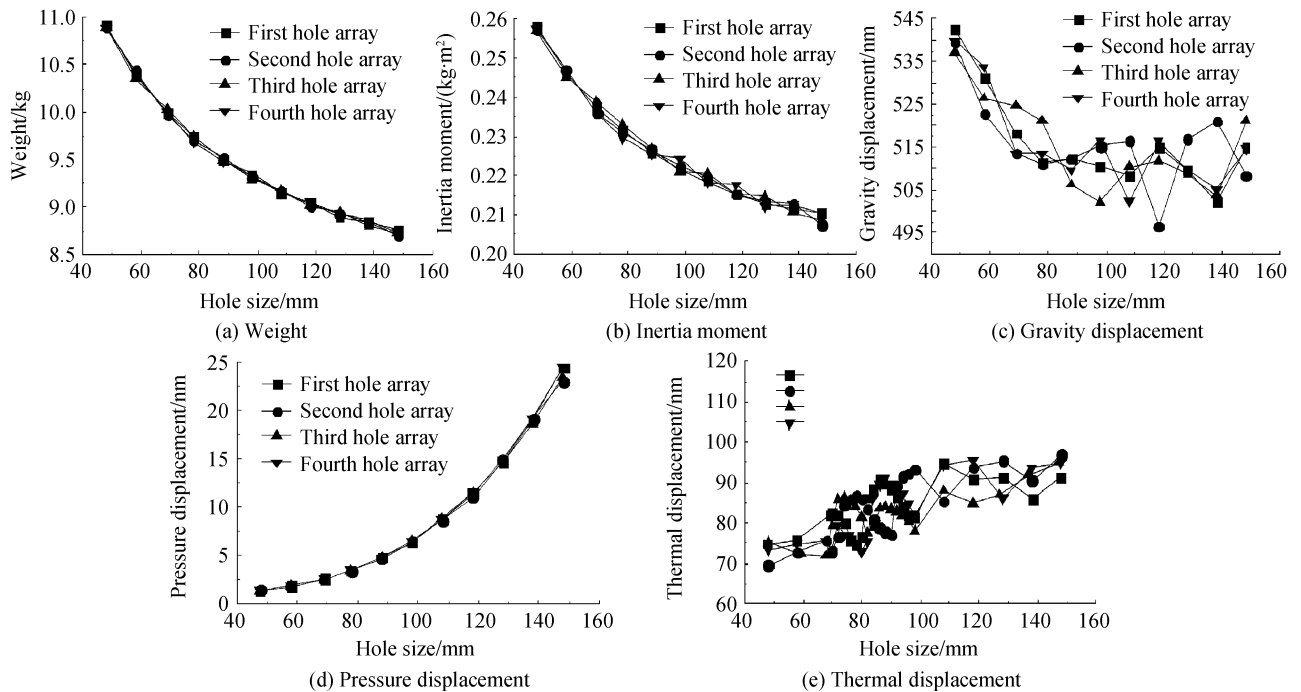 11.0
10.5
10.0
9.5
9.0
8.5
Weight/kg
First hole array
Second hole array
Third hole array
Fourth hole array
40 60 80 100 120 140 160
Hole size/mm
(a) Weight
0.26
0.25
0.24
0.23
0.22
0.21
0.20
Inertia moment/(kg·m²)
First hole array
Second hole array
Third hole array
Fourth hole array
40 60 80 100 120 140 160
Hole size/mm
(b) Inertia moment
545
535
525
515
505
495
Gravity displacement/nm
First hole array
Second hole array
Third hole array
Fourth hole array
40 60 80 100 120 140 160
Hole size/mm
(c) Gravity displacement
25
20
15
10
5
0
Pressure displacement/nm
First hole array
Second hole array
Third hole array
Fourth hole array
40 60 80 100 120 140 160
Hole size/mm
(d) Pressure displacement
120
110
100
90
80
70
60
Thermal displacement/nm
40 60 80 100 120 140 160
Hole size/mm
(e) Thermal displacement